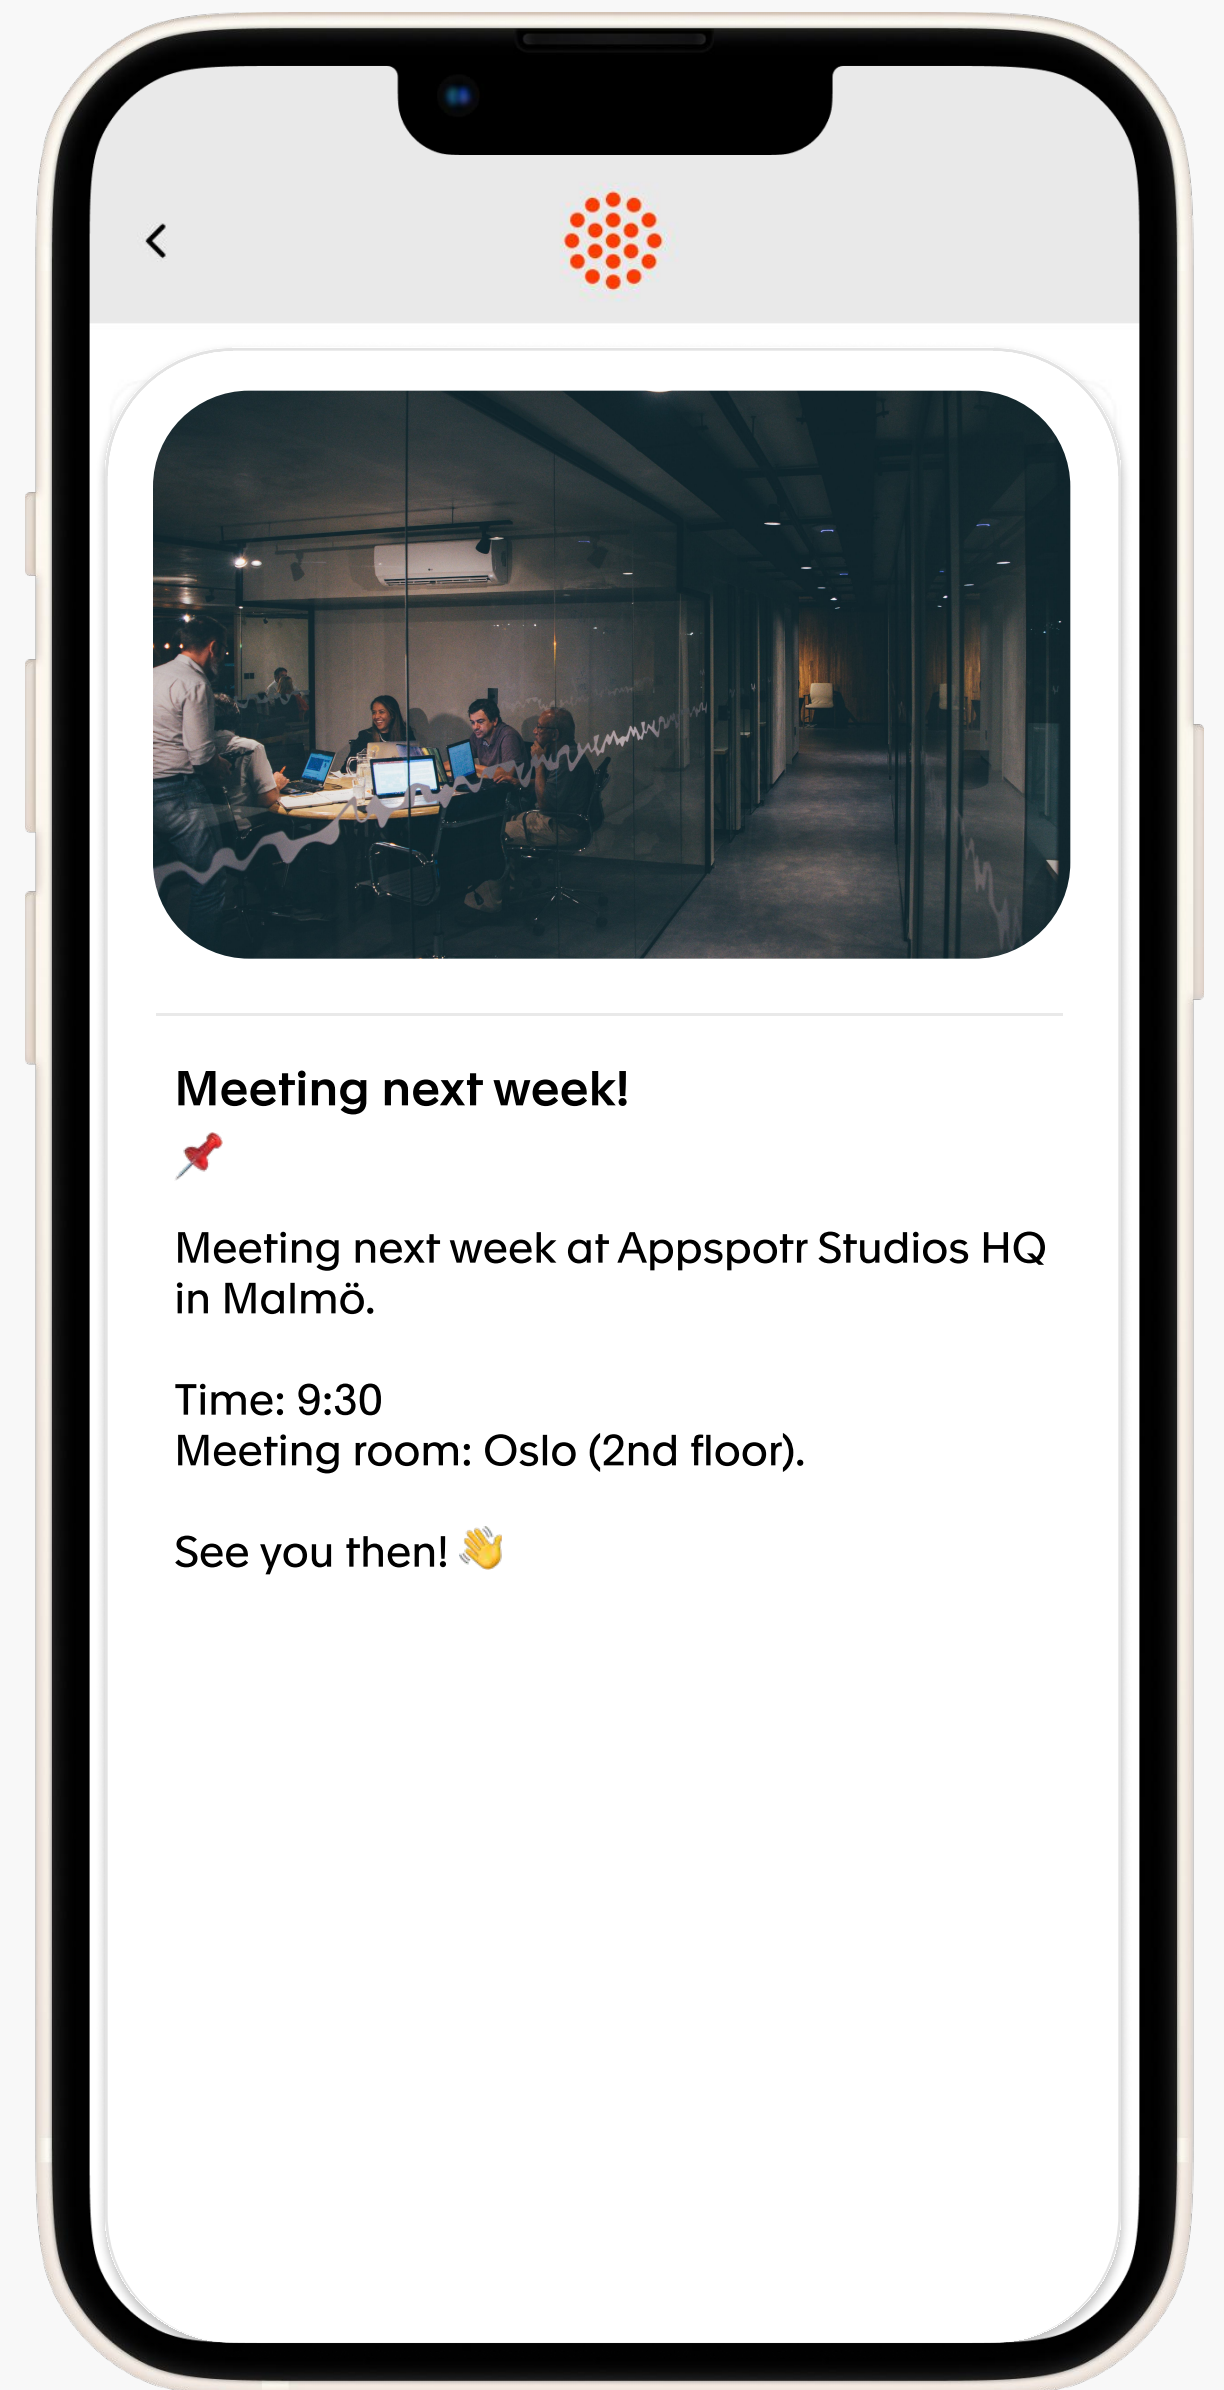 Meeting next week!
📌
Meeting next week at Appspotr Studios HQ
in Malmö.
Time: 9:30
Meeting room: Oslo (2nd floor).
See you then! 👋